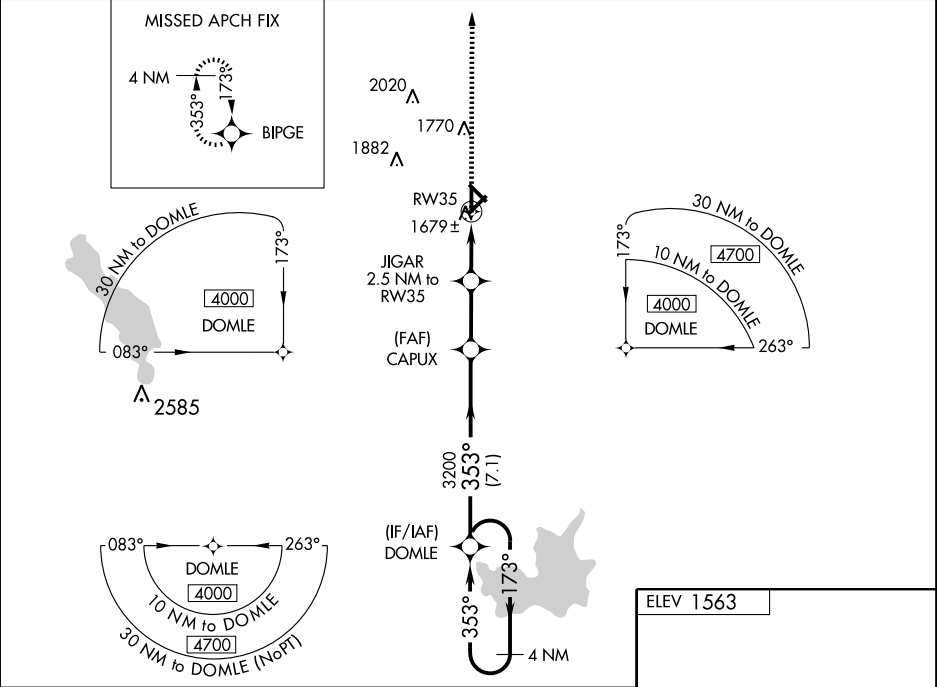 MISSED APCH FIX
4 NM
353°
173°
BIPGE
2020
1770
1882
RW35
1679±
JIGAR
2.5 NM to
RW35
(FAF)
CAPUX
3200
353°
(7.1)
(IF/IAF)
DOMLE
353°
173°
4 NM
30 NM to DOMLE
173°
4000
DOMLE
083°
2585
30 NM to DOMLE
173°
4700
10 NM to DOMLE
4000
DOMLE
263°
083°
263°
DOMLE
4000
10 NM to DOMLE
4700
30 NM to DOMLE (NoPT)
ELEV 1563